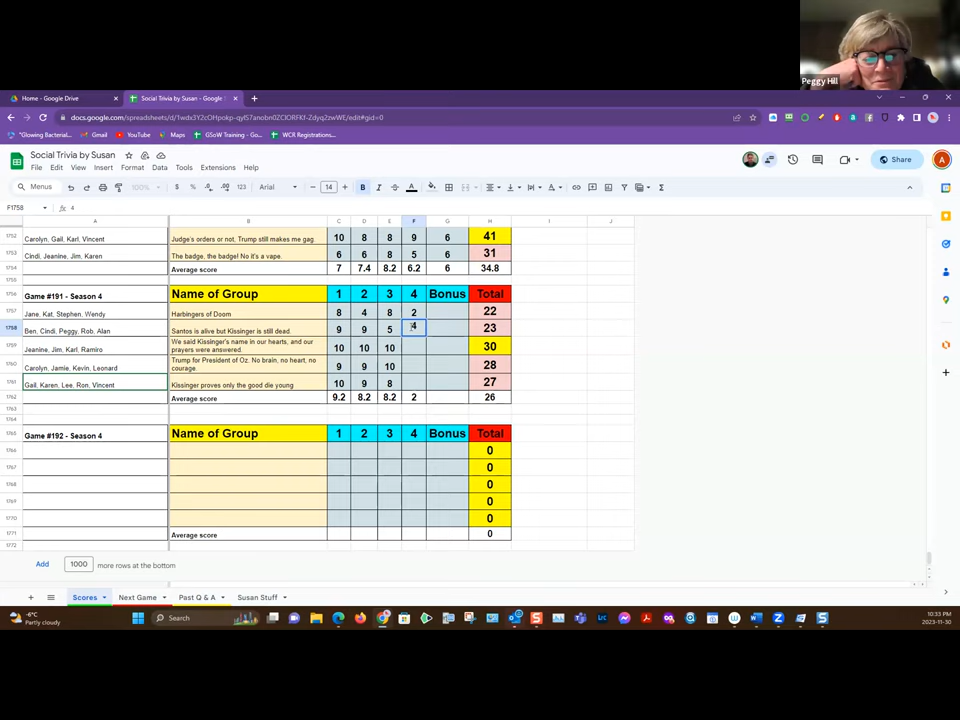 Peggy Hill
Home - Google Drive
Social Trivia by Susan - Google
docs.google.com
"Glowing Bacterial... Gmail YouTube Maps GSoW Training - Go... WCR Registrations...
Social Trivia by Susan
File Edit View Insert Format Data Tools Extensions Help
Share A
Menus 100% $ % .0 .00 123 Arial 14 B I A
F1758 fx 4
A B C D E F G H I J
1752 Carolyn, Gail, Karl, Vincent Judge's orders or not, Trump still makes me gag. 10 8 8 9 6 41
1753 Cindi, Jeanine, Jim, Karen The badge, the badge! No it's a vape. 6 6 8 5 6 31
1754 Average score 7 7.4 8.2 6.2 6 34.8
1755
1756 Game #191 - Season 4 Name of Group 1 2 3 4 Bonus Total
1757 Jane, Kat, Stephen, Wendy Harbingers of Doom 8 4 8 2 22
1758 Ben, Cindi, Peggy, Rob, Alan Santos is alive but Kissinger is still dead. 9 9 5 4 23
1759 Jeanine, Jim, Karl, Ramiro We said Kissinger's name in our hearts, and our
prayers were answered. 10 10 10 30
1760 Carolyn, Jamie, Kevin, Leonard Trump for President of Oz. No brain, no heart, no
courage. 9 9 10 28
1761 Gail, Karen, Lee, Ron, Vincent Kissinger proves only the good die young 10 9 8 27
1762 Average score 9.2 8.2 8.2 2 26
1763
1764
1765 Game #192 - Season 4 Name of Group 1 2 3 4 Bonus Total
1766 0
1767 0
1768 0
1769 0
1770 0
1771 Average score 0
1772
Add 1000 more rows at the bottom
Scores Next Game Past Q & A Susan Stuff
-6°C
Partly cloudy
Search
10:33 PM
2023-11-30